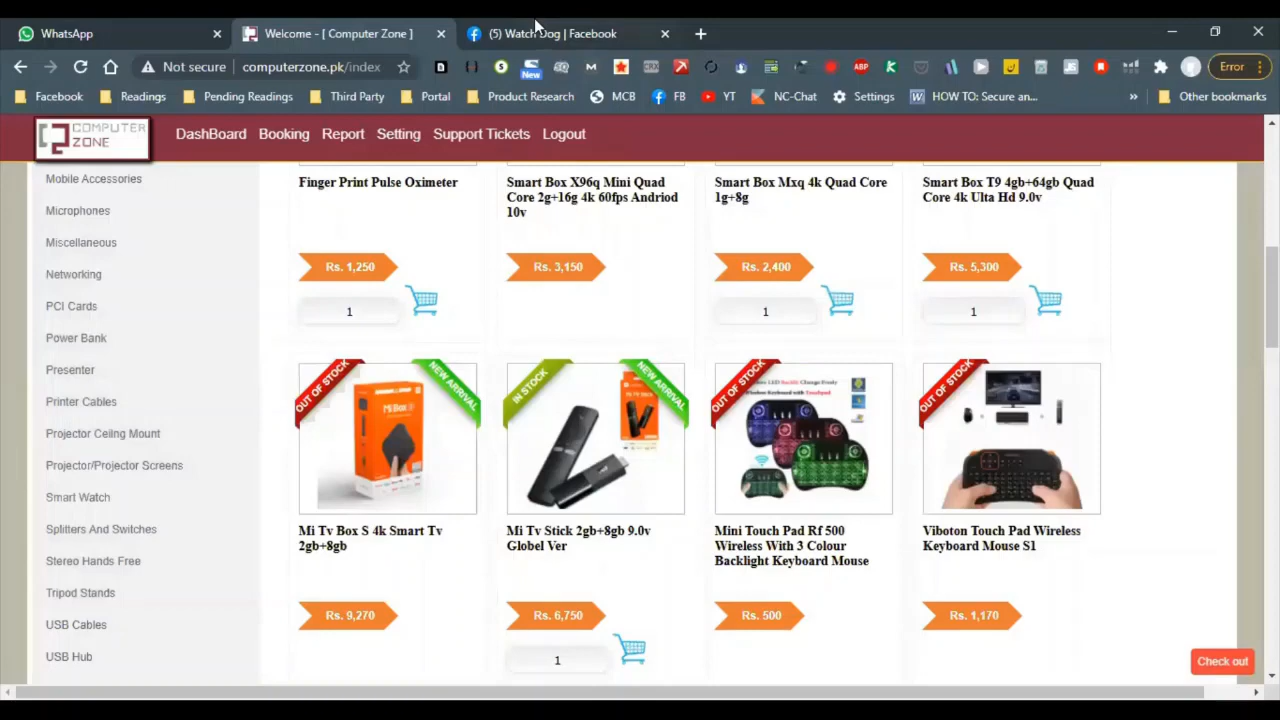 WhatsApp
Welcome - [ Computer Zone ]
(5) Watch Dog | Facebook
Not secure
computerzone.pk/index
New
ABP
Error
Facebook
Readings
Pending Readings
Third Party
Portal
Product Research
MCB
FB
YT
NC-Chat
Settings
HOW TO: Secure an...
Other bookmarks
COMPUTER
ZONE
DashBoard
Booking
Report
Setting
Support Tickets
Logout
Mobile Accessories
Microphones
Miscellaneous
Networking
PCI Cards
Power Bank
Presenter
Printer Cables
Projector Ceilng Mount
Projector/Projector Screens
Smart Watch
Splitters And Switches
Stereo Hands Free
Tripod Stands
USB Cables
USB Hub
Finger Print Pulse Oximeter
Smart Box X96q Mini Quad
Core 2g+16g 4k 60fps Andriod
10v
Smart Box Mxq 4k Quad Core
1g+8g
Smart Box T9 4gb+64gb Quad
Core 4k Ulta Hd 9.0v
Rs. 1,250
Rs. 3,150
Rs. 2,400
Rs. 5,300
1
1
1
OUT OF STOCK
NEW ARRIVAL
IN STOCK
NEW ARRIVAL
OUT OF STOCK
OUT OF STOCK
Mi Tv Box S 4k Smart Tv
2gb+8gb
Mi Tv Stick 2gb+8gb 9.0v
Globel Ver
Mini Touch Pad Rf 500
Wireless With 3 Colour
Backlight Keyboard Mouse
Viboton Touch Pad Wireless
Keyboard Mouse S1
Rs. 9,270
Rs. 6,750
Rs. 500
Rs. 1,170
1
Check out